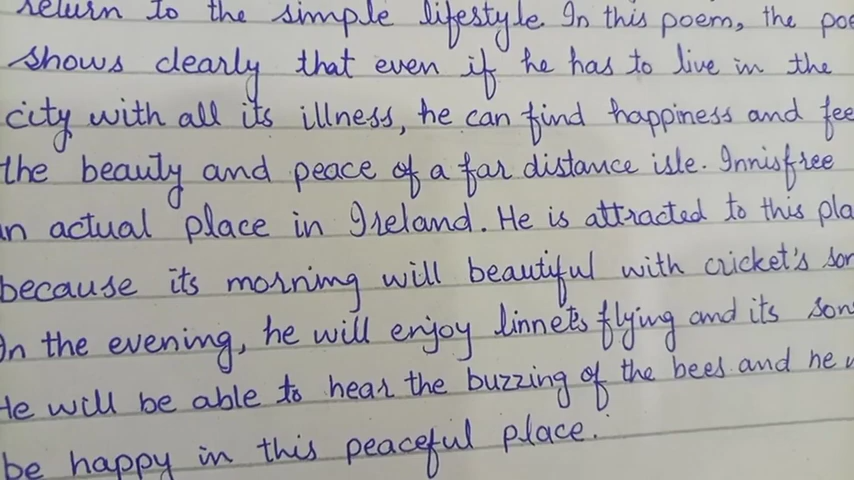 return to the simple lifestyle. In this poem, the poe
shows clearly that even if he has to live in the
city with all its illness, he can find happiness and fee
the beauty and peace of a far distance isle. Innisfree
an actual place in Ireland. He is attracted to this pla
because its morning will beautiful with cricket's son
In the evening, he will enjoy linnets flying and its son
He will be able to hear the buzzing of the bees and he w
be happy in this peaceful place.